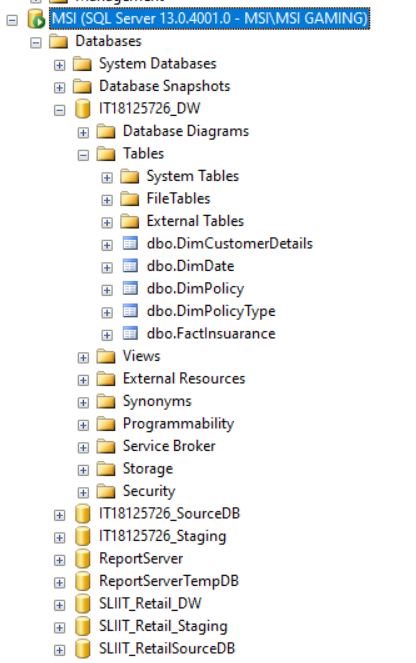 Management
MSI (SQL Server 13.0.4001.0 - MSI\MSI GAMING)
Databases
System Databases
Database Snapshots
IT18125726_DW
Database Diagrams
Tables
System Tables
FileTables
External Tables
dbo.DimCustomerDetails
dbo.DimDate
dbo.DimPolicy
dbo.DimPolicyType
dbo.FactInsuarance
Views
External Resources
Synonyms
Programmability
Service Broker
Storage
Security
IT18125726_SourceDB
IT18125726_Staging
ReportServer
ReportServerTempDB
SLIIT_Retail_DW
SLIIT_Retail_Staging
SLIIT_RetailSourceDB